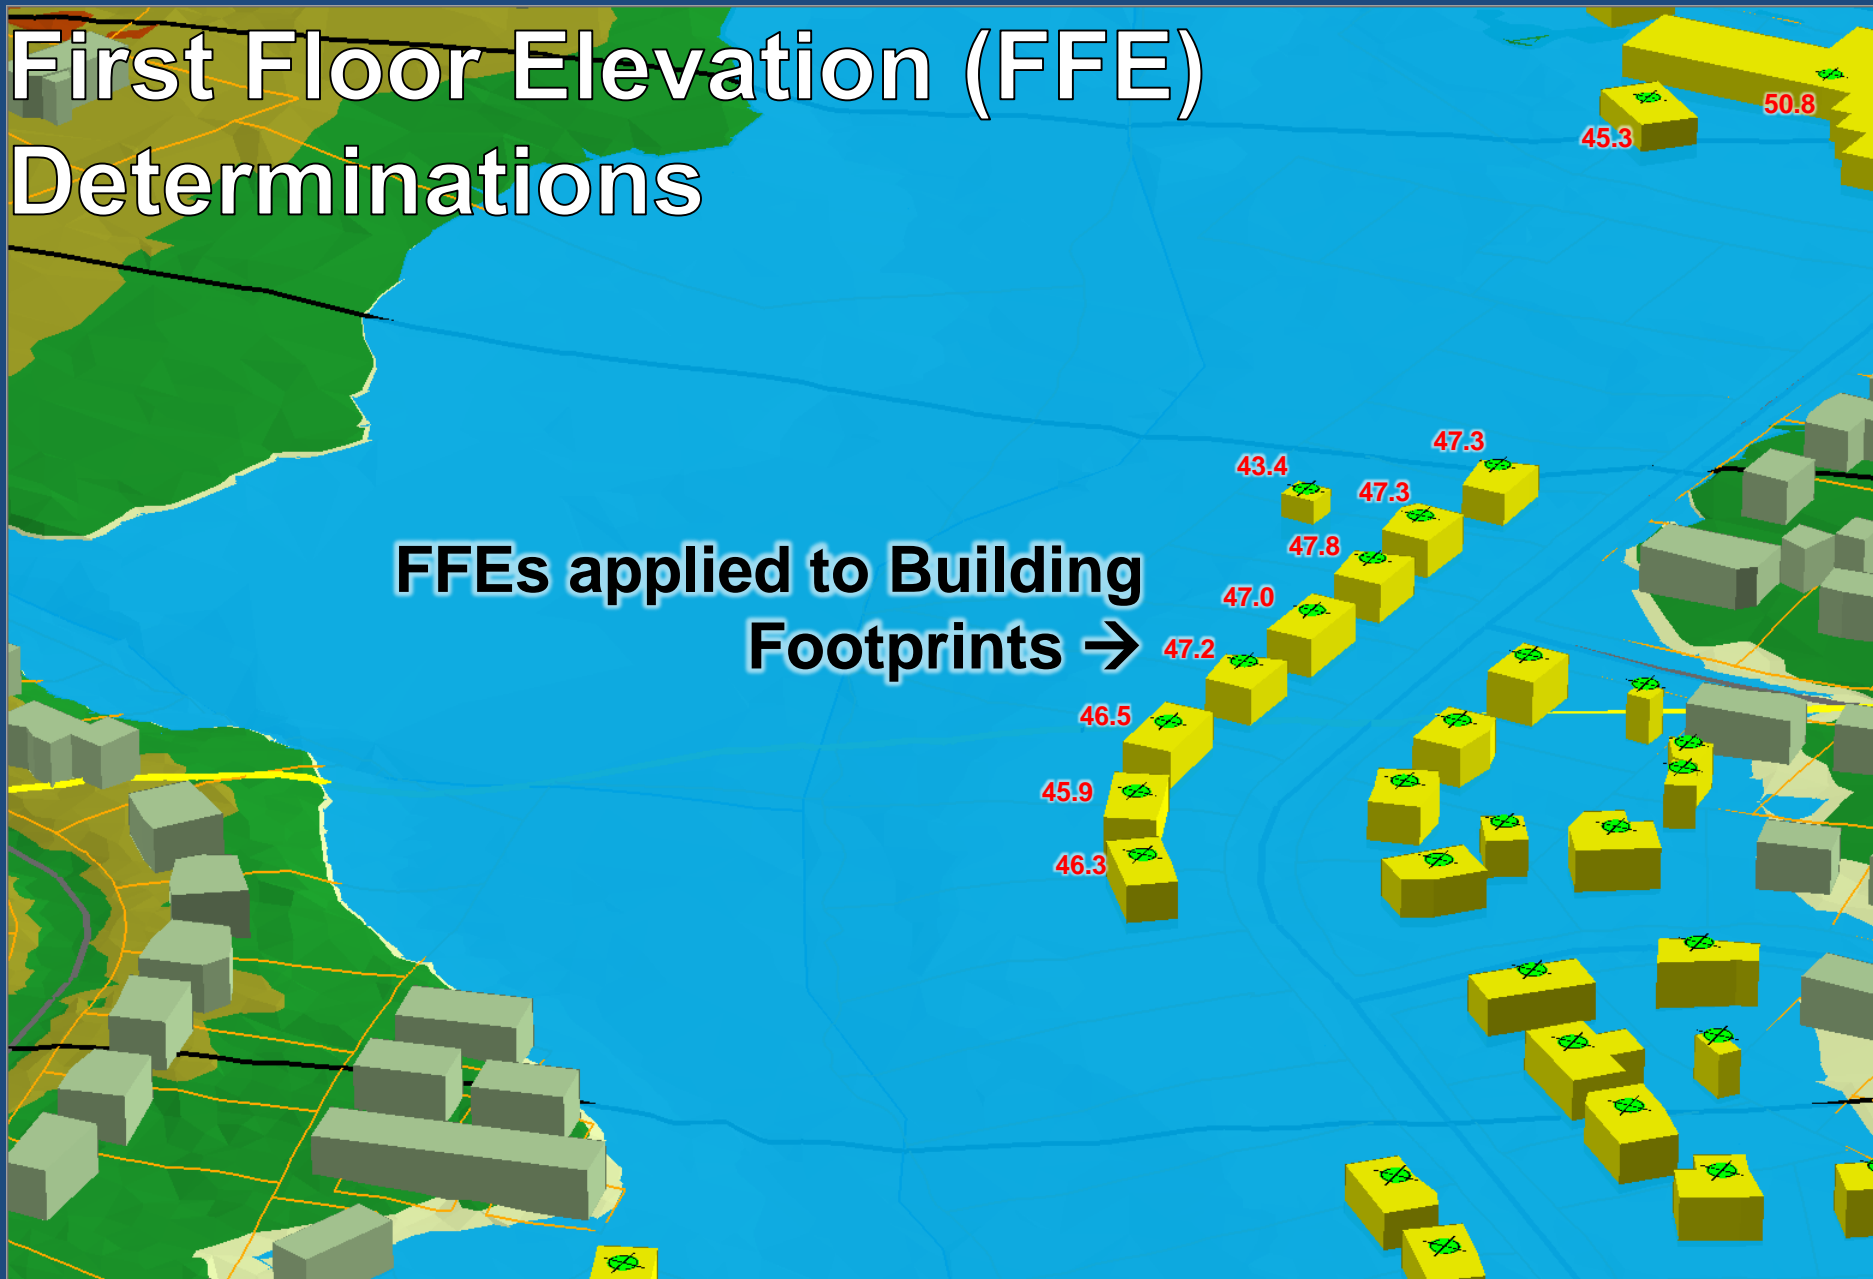 First Floor Elevation (FFE)
Determinations
50.8
45.3
47.3
43.4
47.3
47.8
FFEs applied to Building
Footprints →
47.0
47.2
46.5
45.9
46.3